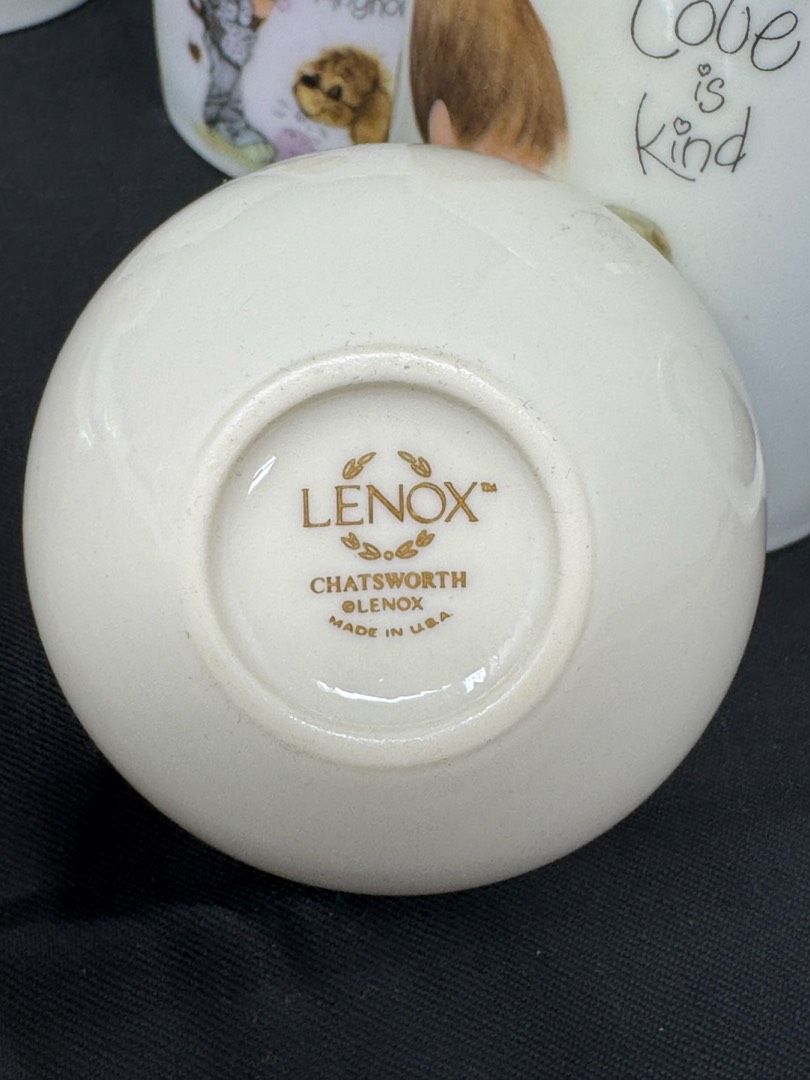 Love
is
kind
LENOX™
CHATSWORTH
©LENOX
MADE IN U.S.A.